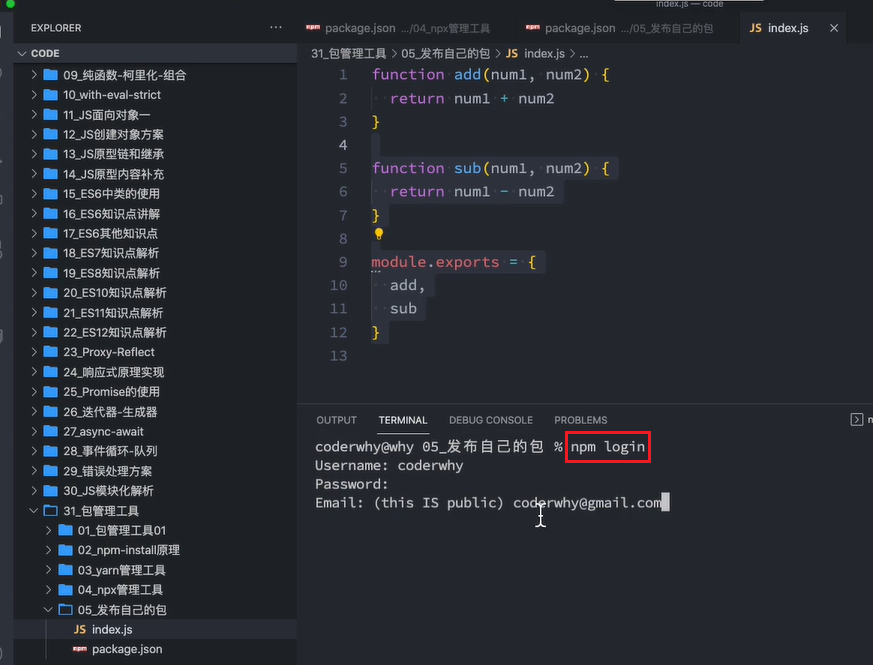 index.js — code
EXPLORER
···
package.json .../04_npx管理工具
package.json .../05_发布自己的包
JS index.js
CODE
31_包管理工具 > 05_发布自己的包 > JS index.js > ...
09_纯函数-柯里化-组合
10_with-eval-strict
11_JS面向对象一
12_JS创建对象方案
13_JS原型链和继承
14_JS原型内容补充
15_ES6中类的使用
16_ES6知识点讲解
17_ES6其他知识点
18_ES7知识点解析
19_ES8知识点解析
20_ES10知识点解析
21_ES11知识点解析
22_ES12知识点解析
23_Proxy-Reflect
24_响应式原理实现
25_Promise的使用
26_迭代器-生成器
27_async-await
28_事件循环-队列
29_错误处理方案
30_JS模块化解析
31_包管理工具
01_包管理工具01
02_npm-install原理
03_yarn管理工具
04_npx管理工具
05_发布自己的包
JS index.js
package.json
1 function add(num1, num2) {
2 return num1 + num2
3 }
4
5 function sub(num1, num2) {
6 return num1 - num2
7 }
8
9 module.exports = {
10 add,
11 sub
12 }
13
OUTPUT TERMINAL DEBUG CONSOLE PROBLEMS
coderwhy@why 05_发布自己的包 % npm login
Username: coderwhy
Password:
Email: (this IS public) coderwhy@gmail.com